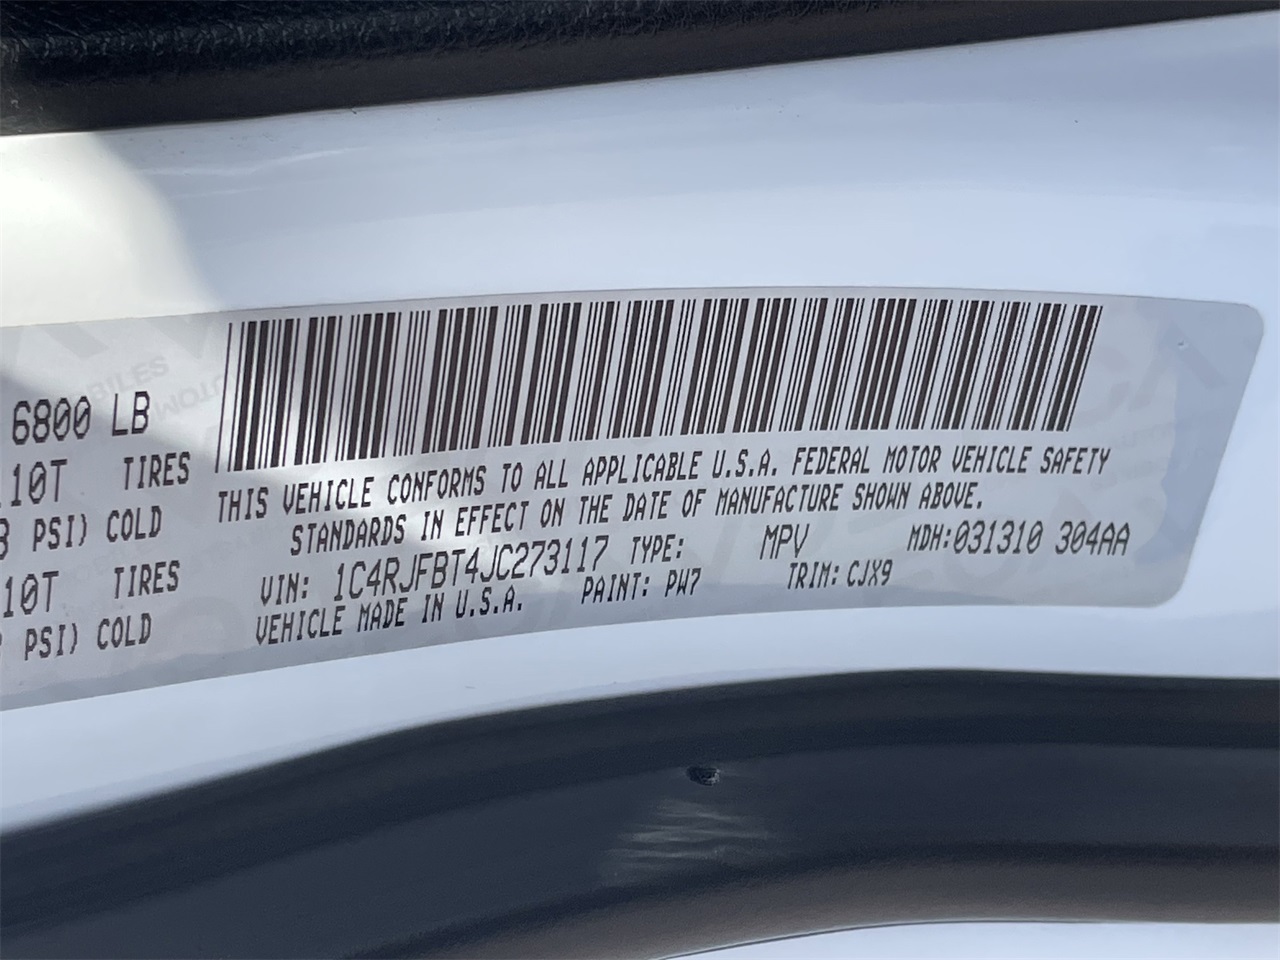 6800 LB
10T TIRES
PSI) COLD
10T TIRES
PSI) COLD
THIS VEHICLE CONFORMS TO ALL APPLICABLE U.S.A. FEDERAL MOTOR VEHICLE SAFETY
STANDARDS IN EFFECT ON THE DATE OF MANUFACTURE SHOWN ABOVE.
VIN: 1C4RJFBT4JC273117 TYPE: MPV MDH:031310 304AA
VEHICLE MADE IN U.S.A. PAINT: PW7 TRIM: CJX9